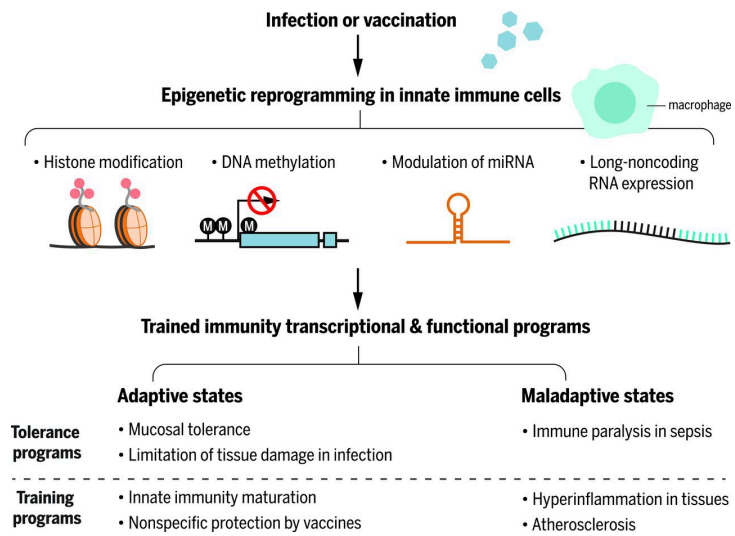 Infection or vaccination
Epigenetic reprogramming in innate immune cells
macrophage
• Histone modification
• DNA methylation
• Modulation of miRNA
• Long-noncoding
RNA expression
M M M
Trained immunity transcriptional & functional programs
Adaptive states
Maladaptive states
Tolerance
programs
• Mucosal tolerance
• Limitation of tissue damage in infection
• Immune paralysis in sepsis
Training
programs
• Innate immunity maturation
• Nonspecific protection by vaccines
• Hyperinflammation in tissues
• Atherosclerosis